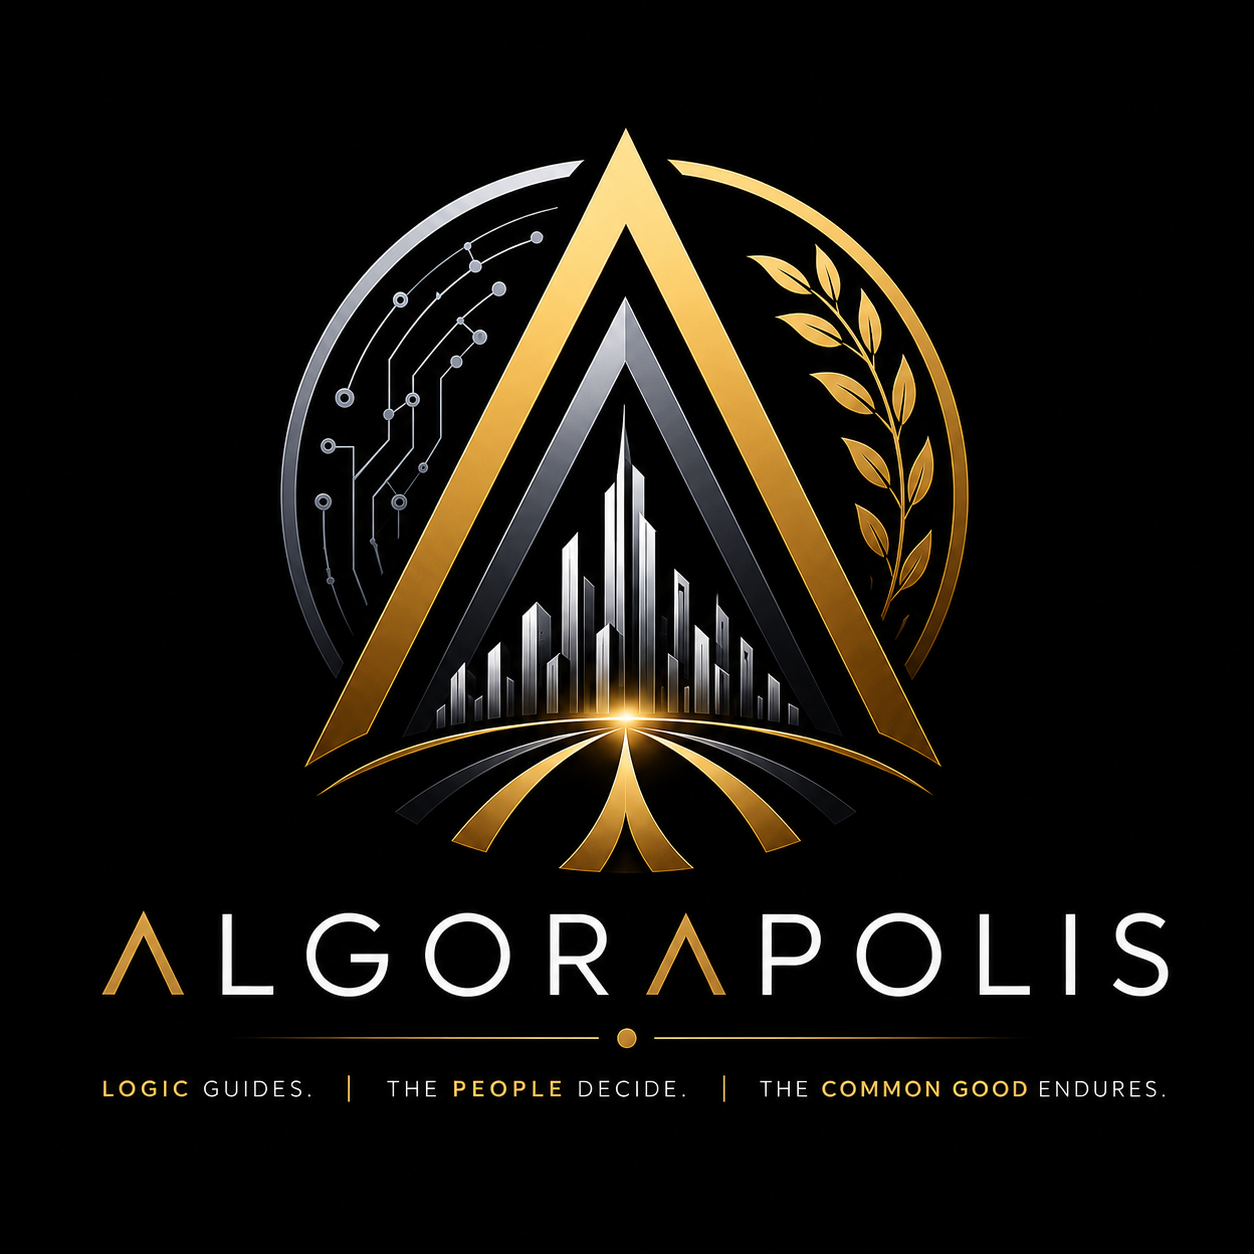 ALGORAPOLIS
LOGIC GUIDES. | THE PEOPLE DECIDE. | THE COMMON GOOD ENDURES.